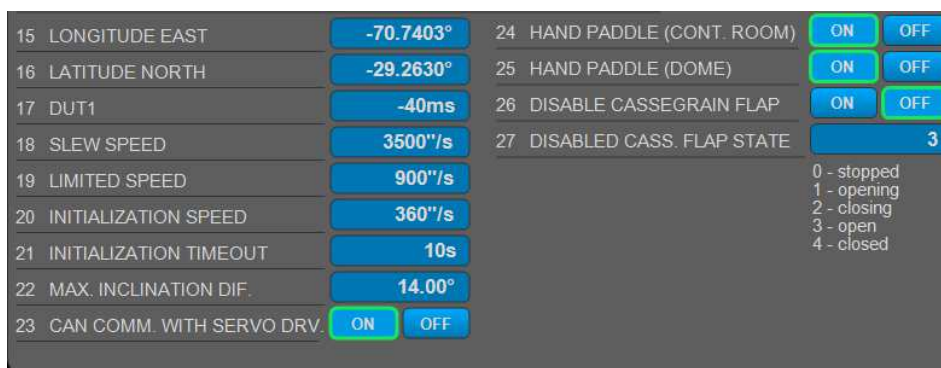 15 LONGITUDE EAST -70.7403°
16 LATITUDE NORTH -29.2630°
17 DUT1 -40ms
18 SLEW SPEED 3500"/s
19 LIMITED SPEED 900"/s
20 INITIALIZATION SPEED 360"/s
21 INITIALIZATION TIMEOUT 10s
22 MAX. INCLINATION DIF. 14.00°
23 CAN COMM. WITH SERVO DRV. ON OFF
24 HAND PADDLE (CONT. ROOM) ON OFF
25 HAND PADDLE (DOME) ON OFF
26 DISABLE CASSEGRAIN FLAP ON OFF
27 DISABLED CASS. FLAP STATE 3
0 - stopped
1 - opening
2 - closing
3 - open
4 - closed